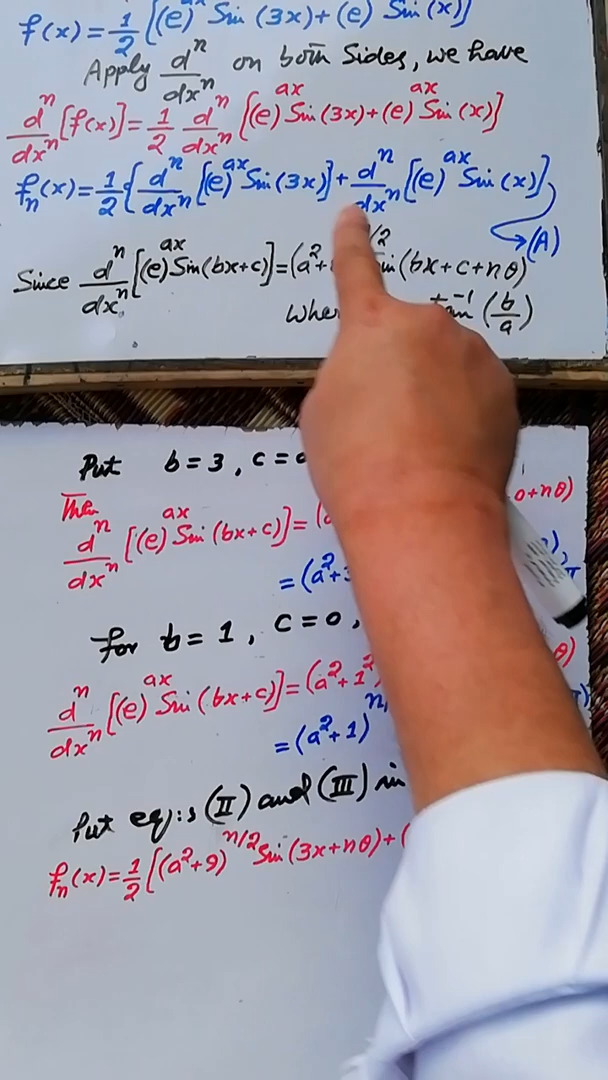 f(x)=1/2[(e)^ax Sin(3x)+(e) Sin(x)]
Apply d^n/dx^n on both Sides, we have
d^n/dx^n[f(x)]=1/2 d^n/dx^n[(e)^ax Sin(3x)+(e)^ax Sin(x)]
f_n(x)=1/2{d^n/dx^n[(e)^ax Sin(3x)]+d^n/dx^n[(e)^ax Sin(x)]
→(A)
Since d^n/dx^n[(e)^ax Sin(bx+c)]=(a^2+ /2 in(bx+c+nθ)
tan^-1(b/a)
Put b=3, c=
Then
d^n/dx^n[(e)^ax Sin(bx+c)]=( 0+nθ)
=(a^2+
for b=1, c=0,
d^n/dx^n[(e)^ax Sin(bx+c)]=(a^2+1^2 θ)
=(a^2+1)^n/
Put eq:s (II) and (III) in
f_n(x)=1/2[(a^2+9)^n/2 Sin(3x+nθ)+(